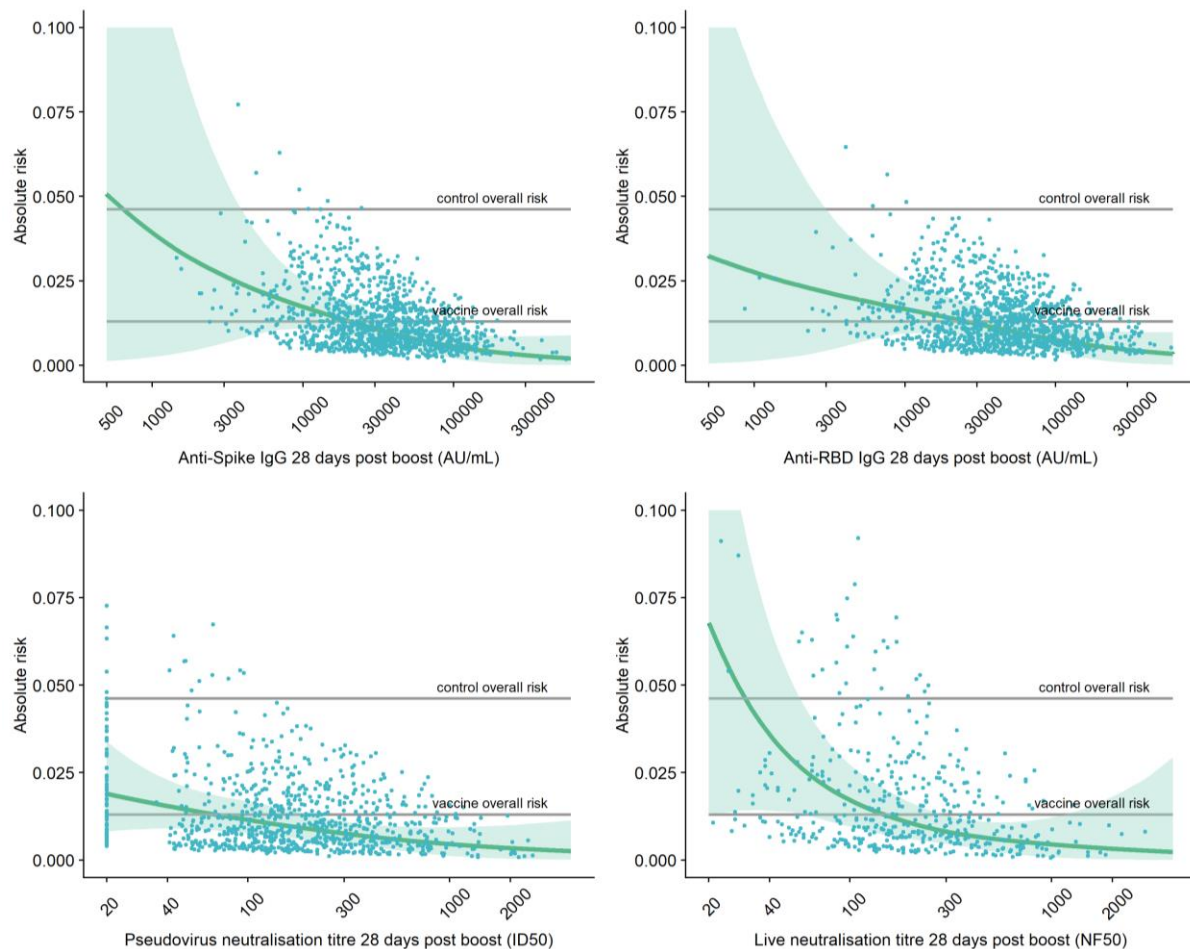 0.100
0.075
0.050
0.025
0.000
Absolute risk
control overall risk
vaccine overall risk
500
1000
3000
10000
30000
100000
300000
Anti-Spike IgG 28 days post boost (AU/mL)
0.100
0.075
0.050
0.025
0.000
Absolute risk
control overall risk
vaccine overall risk
500
1000
3000
10000
30000
100000
300000
Anti-RBD IgG 28 days post boost (AU/mL)
0.100
0.075
0.050
0.025
0.000
Absolute risk
control overall risk
vaccine overall risk
20
40
100
300
1000
2000
Pseudovirus neutralisation titre 28 days post boost (ID50)
0.100
0.075
0.050
0.025
0.000
Absolute risk
control overall risk
vaccine overall risk
20
40
100
300
1000
2000
Live neutralisation titre 28 days post boost (NF50)